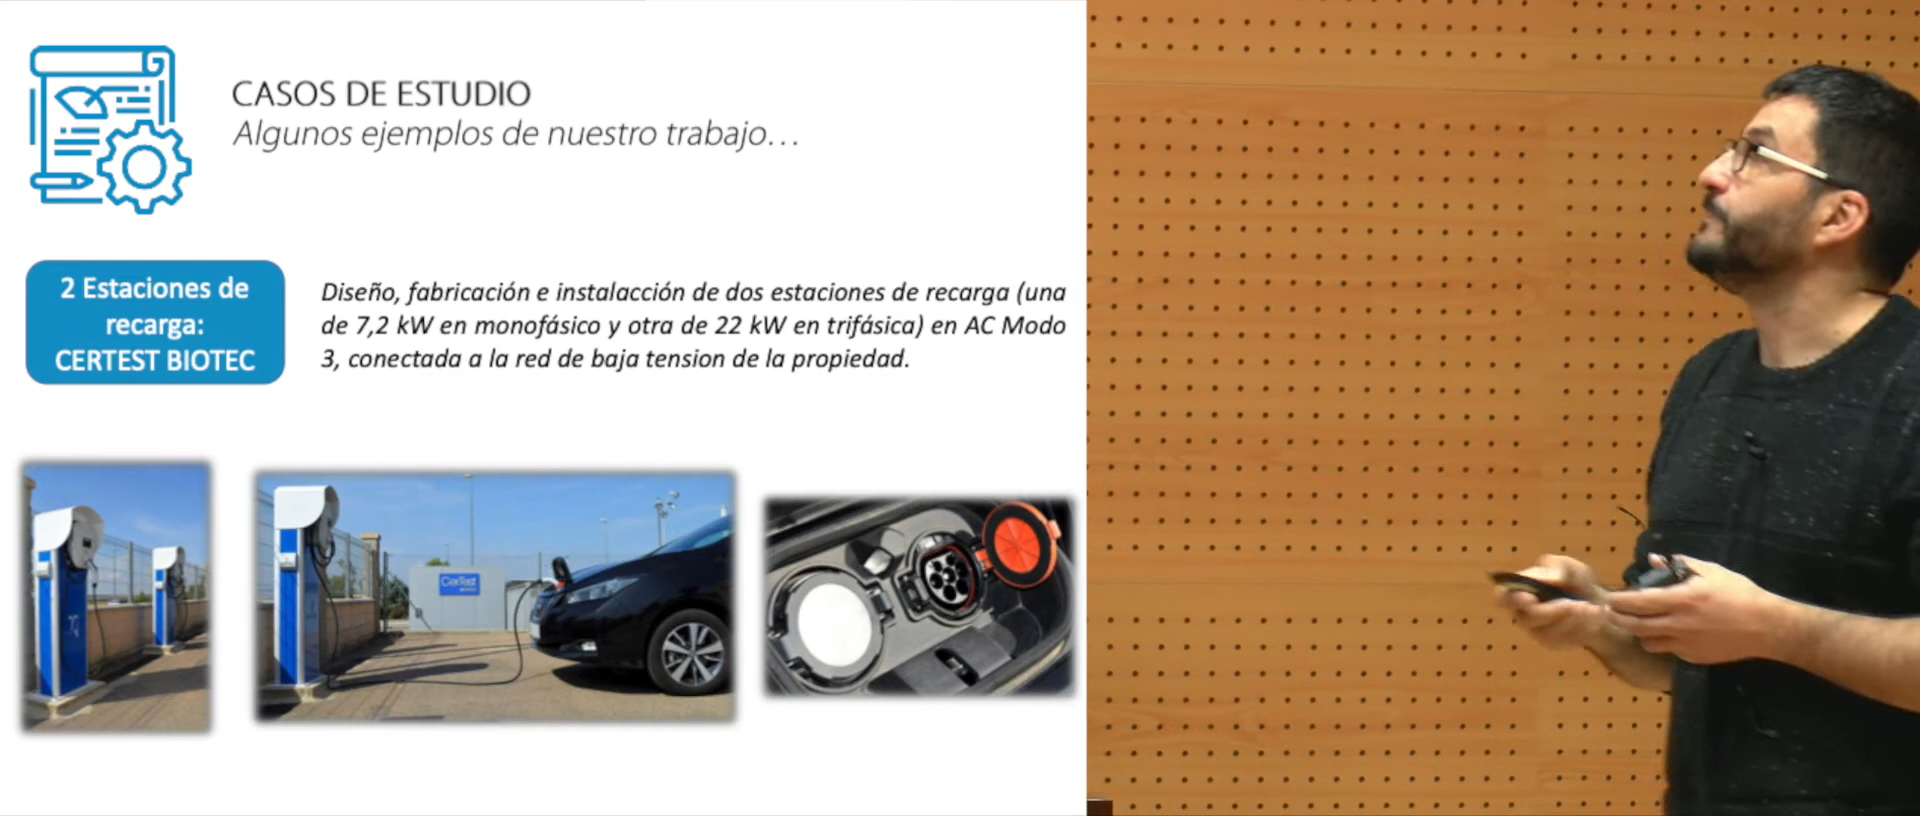 CASOS DE ESTUDIO
Algunos ejemplos de nuestro trabajo...
2 Estaciones de
recarga:
CERTEST BIOTEC
Diseño, fabricación e instalacción de dos estaciones de recarga (una
de 7,2 kW en monofásico y otra de 22 kW en trifásica) en AC Modo
3, conectada a la red de baja tension de la propiedad.
CerTest